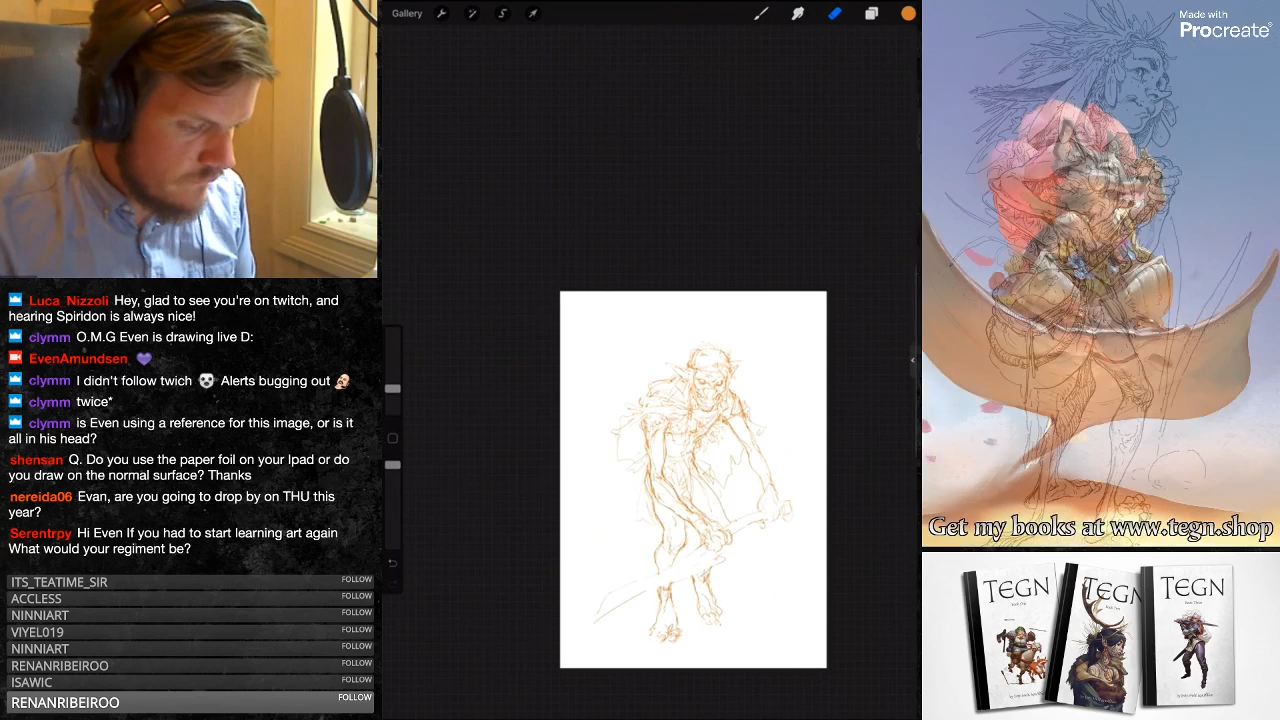 Gallery
Made with
Procreate
Luca Nizzoli Hey, glad to see you're on twitch, and
hearing Spiridon is always nice!
clymm O.M.G Even is drawing live D:
EvenAmundsen
clymm I didn't follow twich Alerts bugging out
clymm twice*
clymm is Even using a reference for this image, or is it
all in his head?
shensan Q. Do you use the paper foil on your Ipad or do
you draw on the normal surface? Thanks
nereida06 Evan, are you going to drop by on THU this
year?
Serentrpy Hi Even If you had to start learning art again
What would your regiment be?
ITS_TEATIME_SIR FOLLOW
ACCLESS FOLLOW
NINNIART FOLLOW
VIYEL019 FOLLOW
NINNIART FOLLOW
RENANRIBEIROO FOLLOW
ISAWIC FOLLOW
RENANRIBEIROO FOLLOW
Get my books at www.tegn.shop
TEGN
TEGN
TEGN